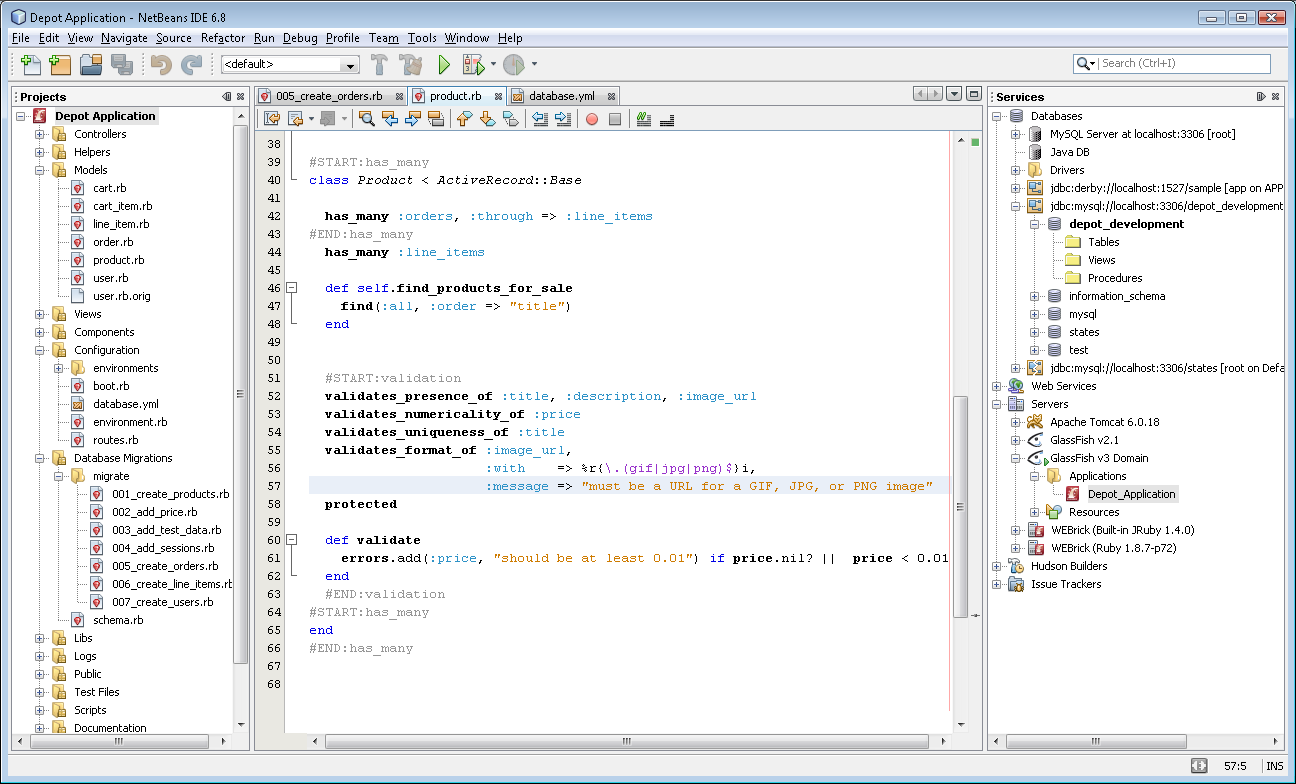 Depot Application - NetBeans IDE 6.8
File Edit View Navigate Source Refactor Run Debug Profile Team Tools Window Help
<default>
Search (Ctrl+I)
Projects
Depot Application
Controllers
Helpers
Models
cart.rb
cart_item.rb
line_item.rb
order.rb
product.rb
user.rb
user.rb.orig
Views
Components
Configuration
environments
boot.rb
database.yml
environment.rb
routes.rb
Database Migrations
migrate
001_create_products.rb
002_add_price.rb
003_add_test_data.rb
004_add_sessions.rb
005_create_orders.rb
006_create_line_items.rb
007_create_users.rb
schema.rb
Libs
Logs
Public
Test Files
Scripts
Documentation
005_create_orders.rb product.rb database.yml
38
39 #START:has_many
40 class Product < ActiveRecord::Base
41
42 has_many :orders, :through => :line_items
43 #END:has_many
44 has_many :line_items
45
46 def self.find_products_for_sale
47 find(:all, :order => "title")
48 end
49
50
51 #START:validation
52 validates_presence_of :title, :description, :image_url
53 validates_numericality_of :price
54 validates_uniqueness_of :title
55 validates_format_of :image_url,
56 :with => %r{\.(gif|jpg|png)$}i,
57 :message => "must be a URL for a GIF, JPG, or PNG image"
58 protected
59
60 def validate
61 errors.add(:price, "should be at least 0.01") if price.nil? || price < 0.01
62 end
63 #END:validation
64 #START:has_many
65 end
66 #END:has_many
67
68
Services
Databases
MySQL Server at localhost:3306 [root]
Java DB
Drivers
jdbc:derby://localhost:1527/sample [app on APP
jdbc:mysql://localhost:3306/depot_development
depot_development
Tables
Views
Procedures
information_schema
mysql
states
test
jdbc:mysql://localhost:3306/states [root on Defa
Web Services
Servers
Apache Tomcat 6.0.18
GlassFish v2.1
GlassFish v3 Domain
Applications
Depot_Application
Resources
WEBrick (Built-in JRuby 1.4.0)
WEBrick (Ruby 1.8.7-p72)
Hudson Builders
Issue Trackers
57:5 INS